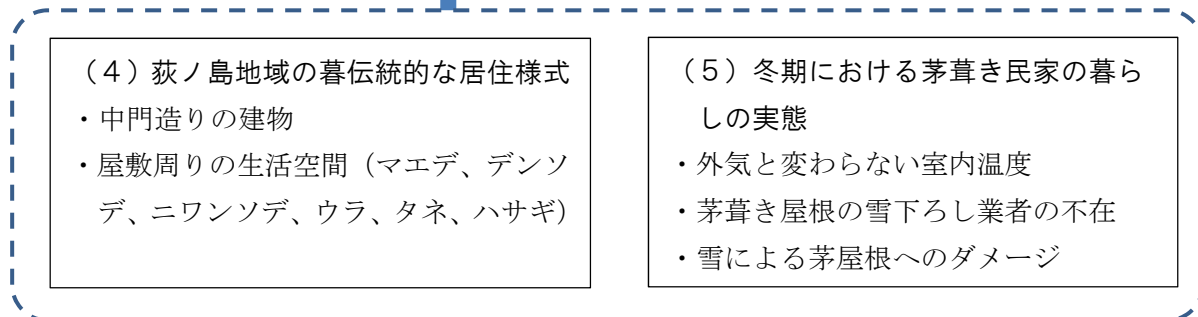 （４）荻ノ島地域の暮伝統的な居住様式
・中門造りの建物
・屋敷周りの生活空間（マエデ、デンソ
デ、ニワンソデ、ウラ、タネ、ハサギ）
（５）冬期における茅葺き民家の暮ら
しの実態
・外気と変わらない室内温度
・茅葺き屋根の雪下ろし業者の不在
・雪による茅屋根へのダメージ